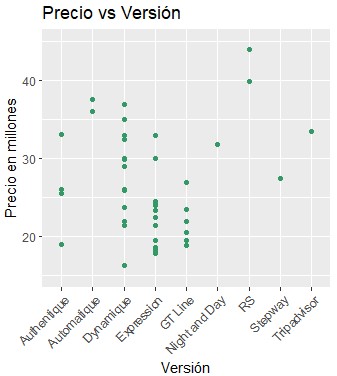 Precio vs Versión
Precio en millones
40
30
20
Authentique
Automatique
Dynamique
Expression
GT Line
Night and Day
RS
Stepway
Tripadvisor
Versión